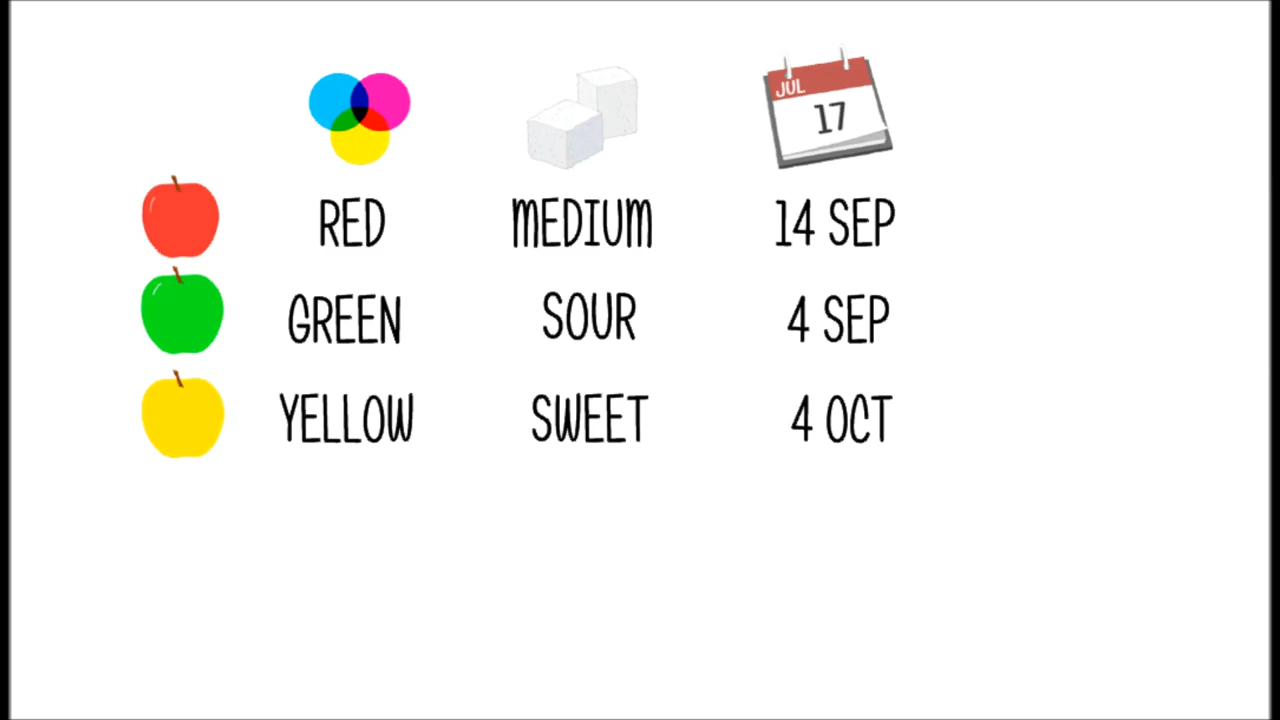 JUL
17
RED MEDIUM 14 SEP
GREEN SOUR 4 SEP
YELLOW SWEET 4 OCT